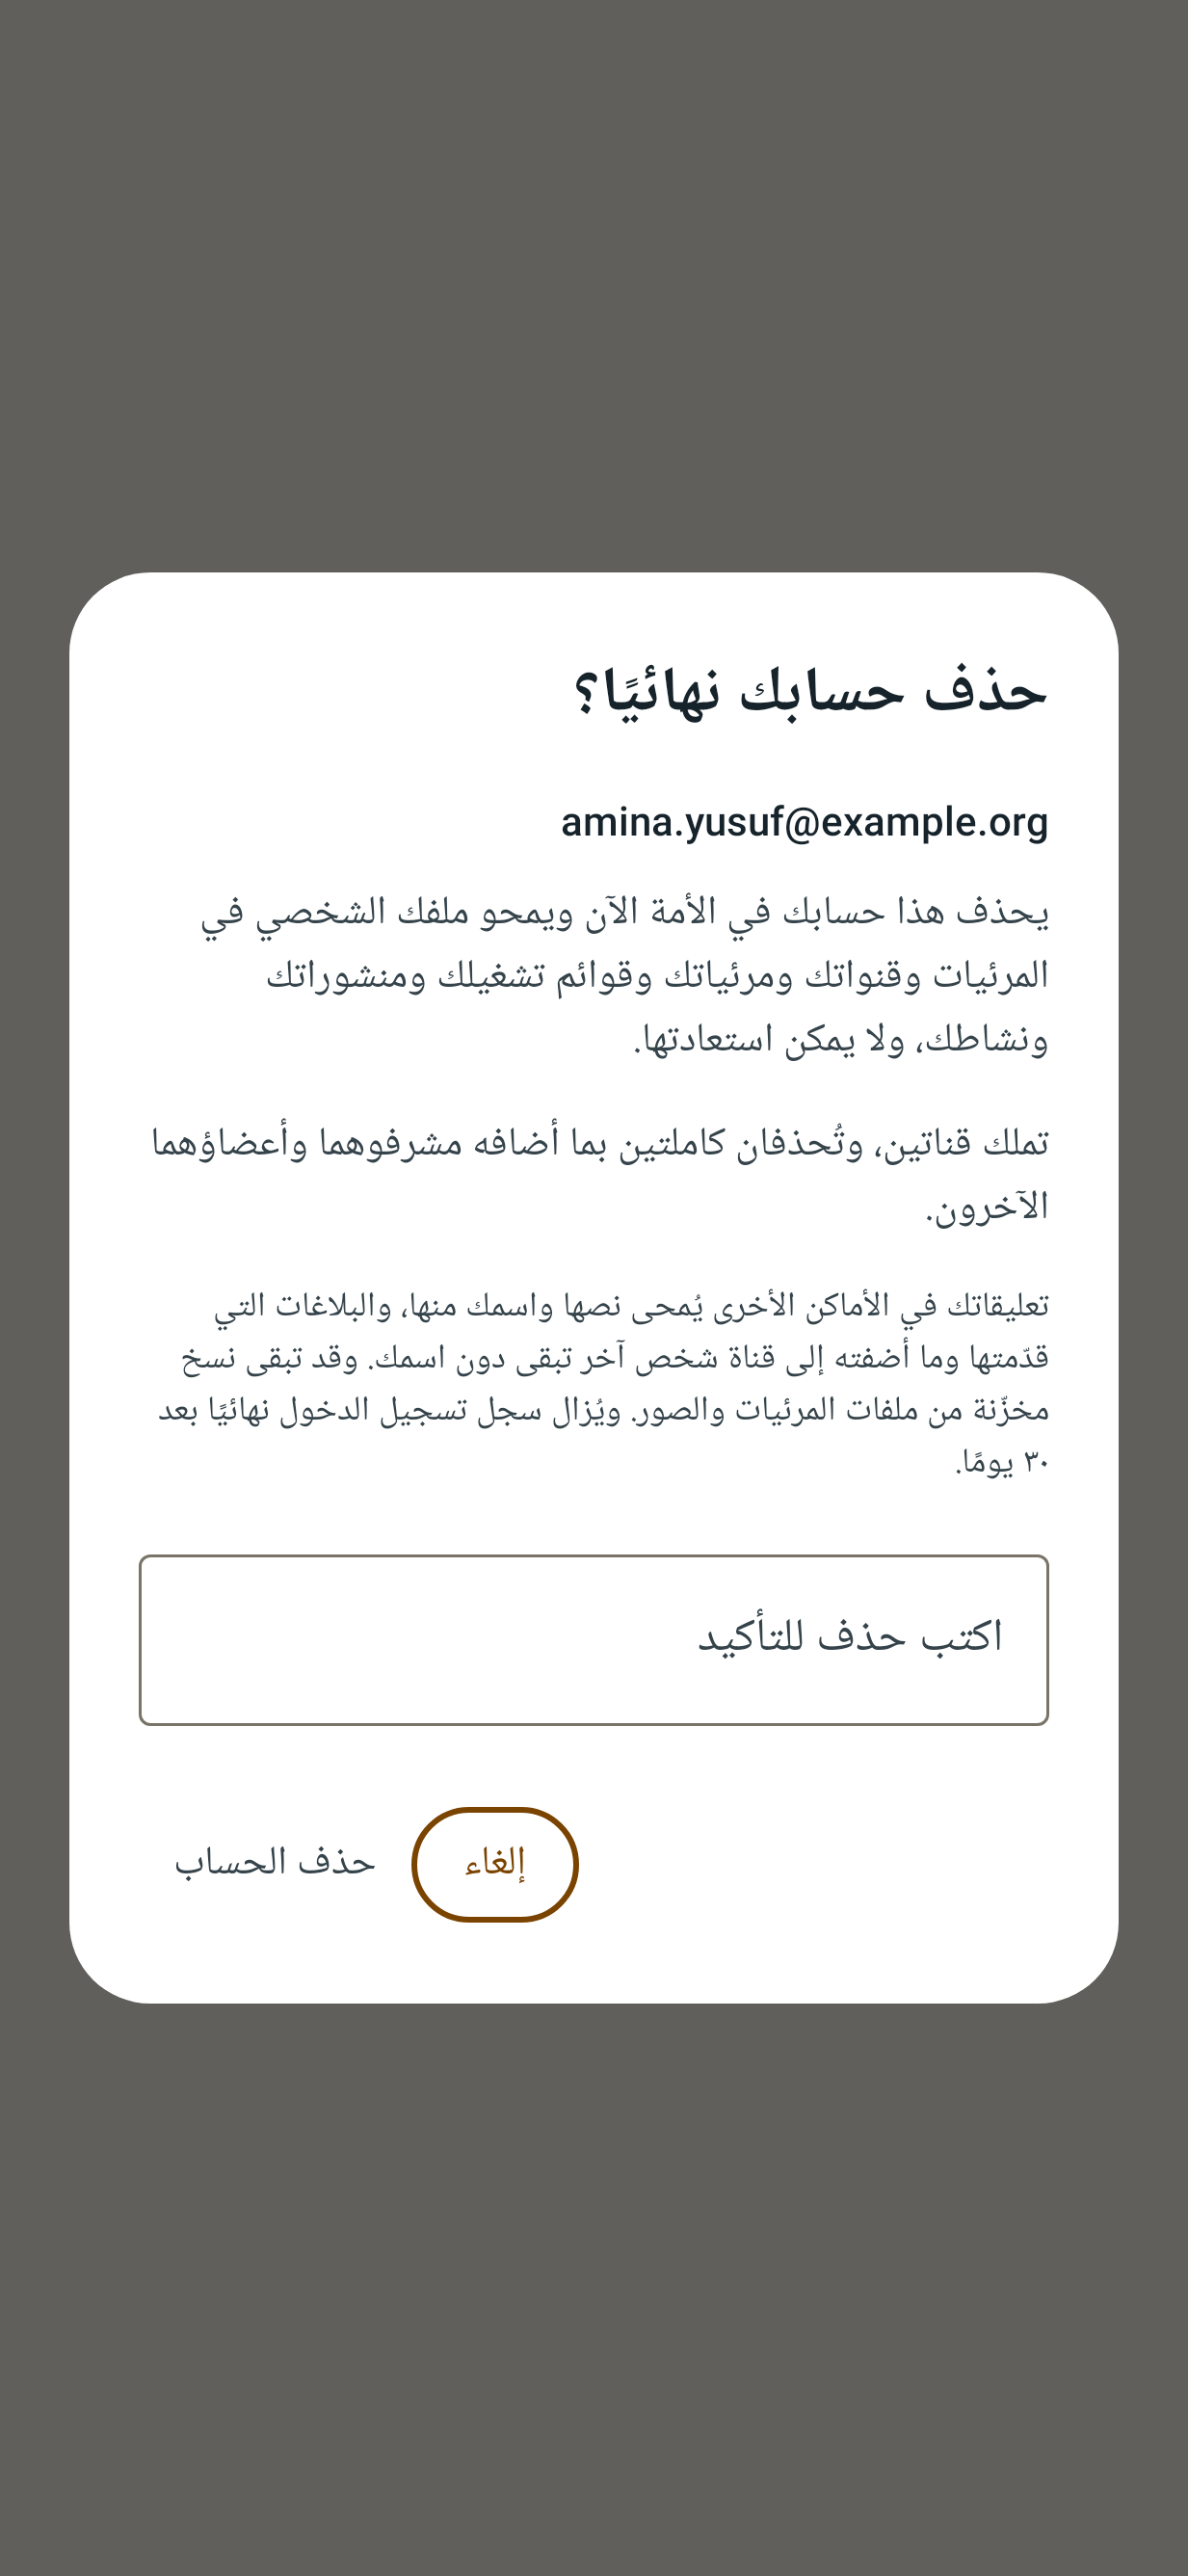 حذف حسابك نهائيًا؟
amina.yusuf@example.org
يحذف هذا حسابك في الأمة الآن ويمحو ملفك الشخصي في
المرئيات وقنواتك ومرئياتك وقوائم تشغيلك ومنشوراتك
ونشاطك، ولا يمكن استعادتها.
تملك قناتين، وتُحذفان كاملتين بما أضافه مشرفوهما وأعضاؤهما
الآخرون.
تعليقاتك في الأماكن الأخرى يُمحى نصها واسمك منها، والبلاغات التي
قدّمتها وما أضفته إلى قناة شخص آخر تبقى دون اسمك. وقد تبقى نسخ
مخزّنة من ملفات المرئيات والصور. ويُزال سجل تسجيل الدخول نهائيًا بعد
٣٠ يومًا.
اكتب حذف للتأكيد
إلغاء
حذف الحساب